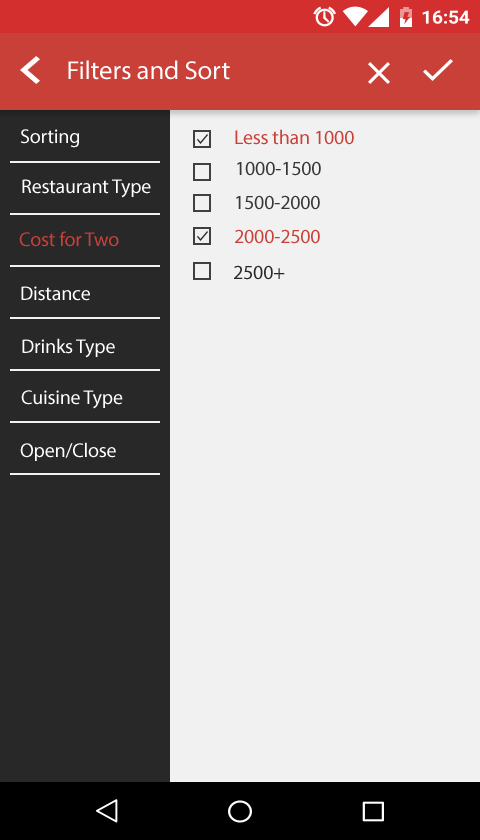 16:54
Filters and Sort
Sorting
Restaurant Type
Cost for Two
Distance
Drinks Type
Cuisine Type
Open/Close
Less than 1000
1000-1500
1500-2000
2000-2500
2500+